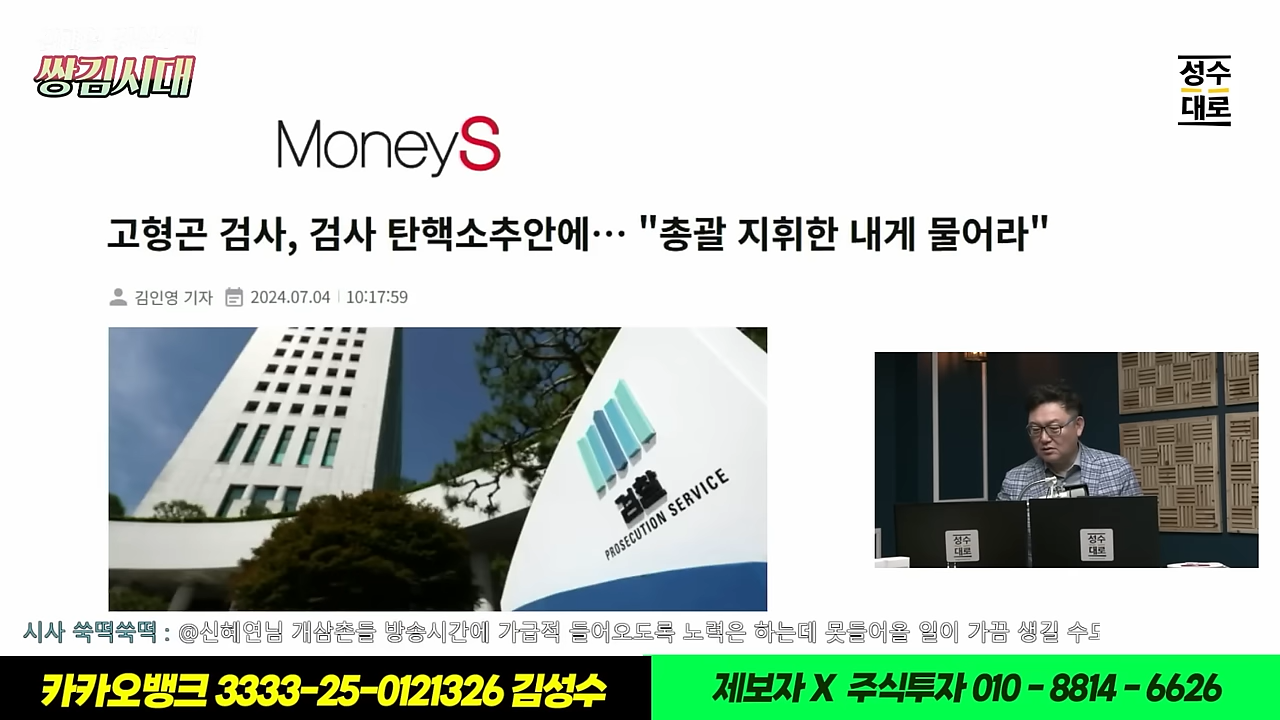 쌍김시대
성수
대로
MoneyS
고형곤 검사, 검사 탄핵소추안에… "총괄 지휘한 내게 물어라"
김인영 기자 2024.07.04 10:17:59
검찰
PROSECUTION SERVICE
성수
대로
성수
대로
시사 쑥떡쑥떡 : @신혜연님 개삼촌들 방송시간에 가급적 들어오도록 노력은 하는데 못들어올 일이 가끔 생길 수도
카카오뱅크 3333-25-0121326 김성수
제보자 X 주식투자 010 - 8814 - 6626